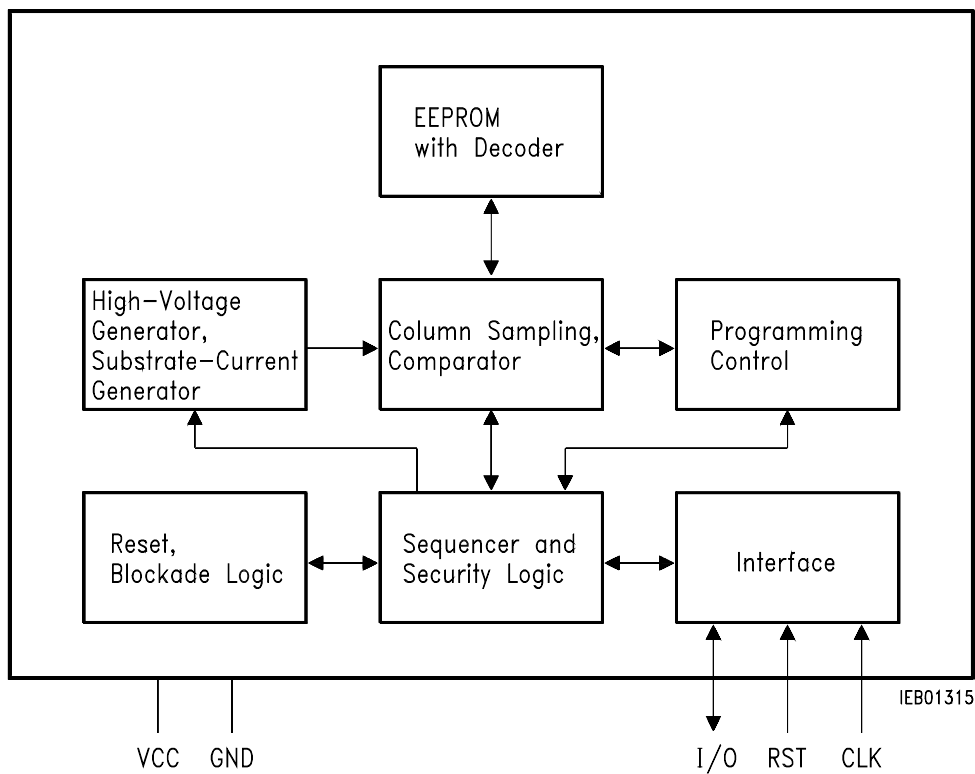 EEPROM
with Decoder
High-Voltage
Generator,
Substrate-Current
Generator
Column Sampling,
Comparator
Programming
Control
Reset,
Blockade Logic
Sequencer and
Security Logic
Interface
IEB01315
VCC GND I/O RST CLK